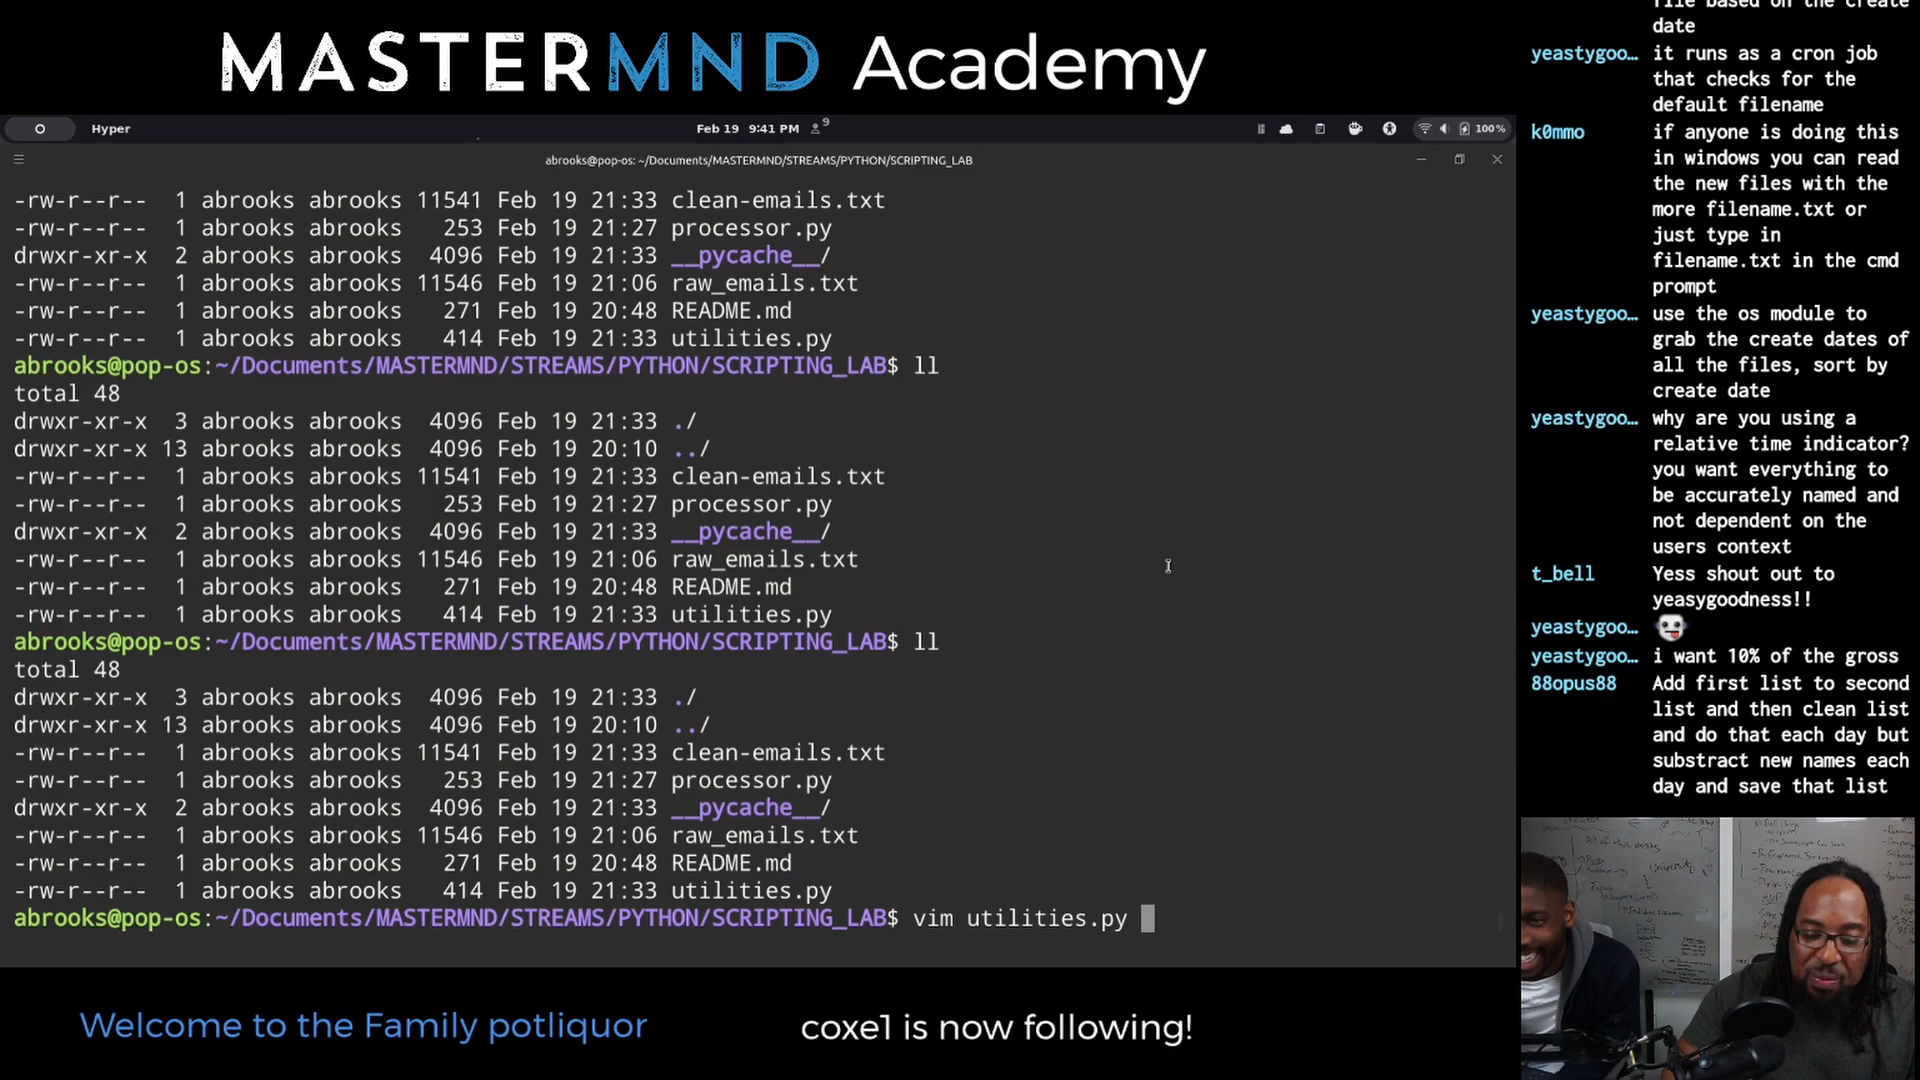 MASTERMND Academy
Hyper
Feb 19 9:41 PM
9
100%
abrooks@pop-os: ~/Documents/MASTERMND/STREAMS/PYTHON/SCRIPTING_LAB
-rw-r--r-- 1 abrooks abrooks 11541 Feb 19 21:33 clean-emails.txt
-rw-r--r-- 1 abrooks abrooks 253 Feb 19 21:27 processor.py
drwxr-xr-x 2 abrooks abrooks 4096 Feb 19 21:33 __pycache__/
-rw-r--r-- 1 abrooks abrooks 11546 Feb 19 21:06 raw_emails.txt
-rw-r--r-- 1 abrooks abrooks 271 Feb 19 20:48 README.md
-rw-r--r-- 1 abrooks abrooks 414 Feb 19 21:33 utilities.py
abrooks@pop-os:~/Documents/MASTERMND/STREAMS/PYTHON/SCRIPTING_LAB$ ll
total 48
drwxr-xr-x 3 abrooks abrooks 4096 Feb 19 21:33 ./
drwxr-xr-x 13 abrooks abrooks 4096 Feb 19 20:10 ../
-rw-r--r-- 1 abrooks abrooks 11541 Feb 19 21:33 clean-emails.txt
-rw-r--r-- 1 abrooks abrooks 253 Feb 19 21:27 processor.py
drwxr-xr-x 2 abrooks abrooks 4096 Feb 19 21:33 __pycache__/
-rw-r--r-- 1 abrooks abrooks 11546 Feb 19 21:06 raw_emails.txt
-rw-r--r-- 1 abrooks abrooks 271 Feb 19 20:48 README.md
-rw-r--r-- 1 abrooks abrooks 414 Feb 19 21:33 utilities.py
abrooks@pop-os:~/Documents/MASTERMND/STREAMS/PYTHON/SCRIPTING_LAB$ ll
total 48
drwxr-xr-x 3 abrooks abrooks 4096 Feb 19 21:33 ./
drwxr-xr-x 13 abrooks abrooks 4096 Feb 19 20:10 ../
-rw-r--r-- 1 abrooks abrooks 11541 Feb 19 21:33 clean-emails.txt
-rw-r--r-- 1 abrooks abrooks 253 Feb 19 21:27 processor.py
drwxr-xr-x 2 abrooks abrooks 4096 Feb 19 21:33 __pycache__/
-rw-r--r-- 1 abrooks abrooks 11546 Feb 19 21:06 raw_emails.txt
-rw-r--r-- 1 abrooks abrooks 271 Feb 19 20:48 README.md
-rw-r--r-- 1 abrooks abrooks 414 Feb 19 21:33 utilities.py
abrooks@pop-os:~/Documents/MASTERMND/STREAMS/PYTHON/SCRIPTING_LAB$ vim utilities.py
file based on the create
date
yeastygoo… it runs as a cron job
that checks for the
default filename
k0mmo if anyone is doing this
in windows you can read
the new files with the
more filename.txt or
just type in
filename.txt in the cmd
prompt
yeastygoo… use the os module to
grab the create dates of
all the files, sort by
create date
yeastygoo… why are you using a
relative time indicator?
you want everything to
be accurately named and
not dependent on the
users context
t_bell Yess shout out to
yeasygoodness!!
yeastygoo…
yeastygoo… i want 10% of the gross
88opus88 Add first list to second
list and then clean list
and do that each day but
substract new names each
day and save that list
Welcome to the Family potliquor
coxe1 is now following!